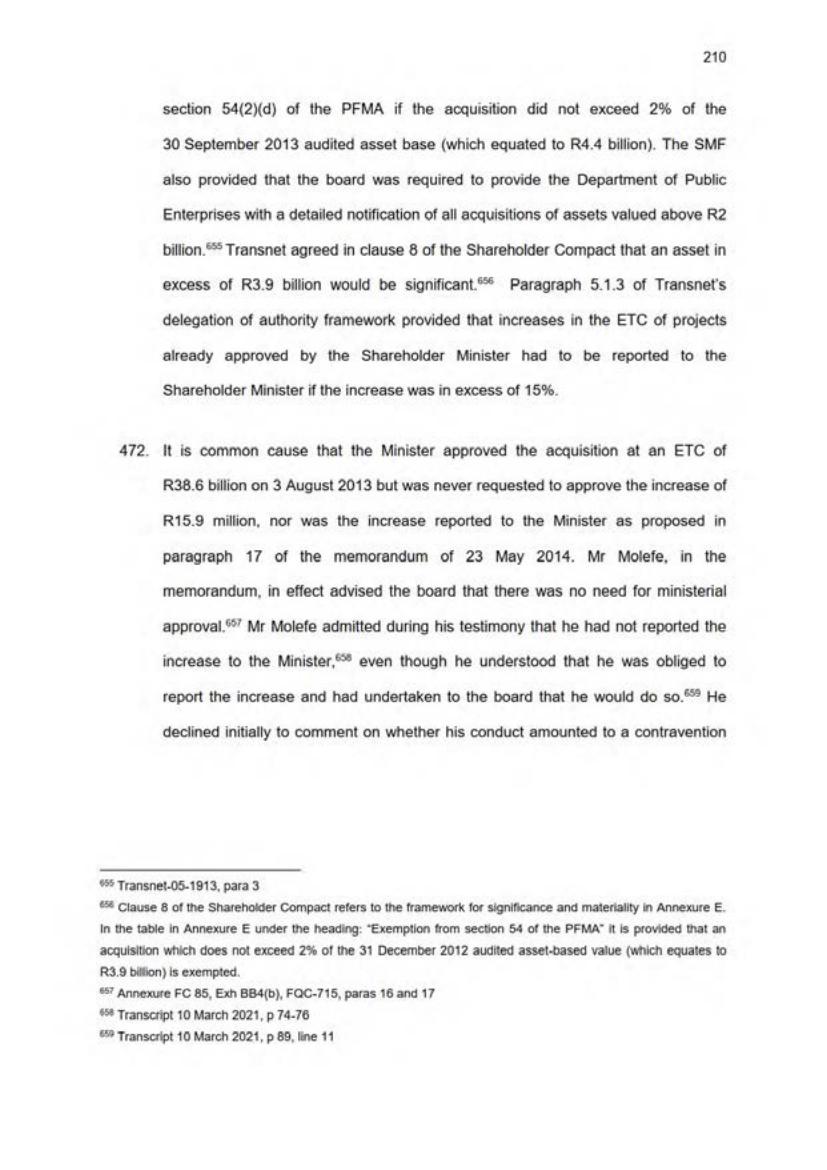 210
section 54(2)(d) of the PFMA if the acquisition did not exceed 2% of the
30 September 2013 audited asset base (which equated to R4.4 billion). The SMF
also provided that the board was required to provide the Department of Public
Enterprises with a detailed notification of all acquisitions of assets valued above R2
billion.655 Transnet agreed in clause 8 of the Shareholder Compact that an asset in
excess of R3.9 billion would be significant.656 Paragraph 5.1.3 of Transnet's
delegation of authority framework provided that increases in the ETC of projects
already approved by the Shareholder Minister had to be reported to the
Shareholder Minister if the increase was in excess of 15%.
472. It is common cause that the Minister approved the acquisition at an ETC of
R38.6 billion on 3 August 2013 but was never requested to approve the increase of
R15.9 million, nor was the increase reported to the Minister as proposed in
paragraph 17 of the memorandum of 23 May 2014. Mr Molefe, in the
memorandum, in effect advised the board that there was no need for ministerial
approval.657 Mr Molefe admitted during his testimony that he had not reported the
increase to the Minister,658 even though he understood that he was obliged to
report the increase and had undertaken to the board that he would do so.659 He
declined initially to comment on whether his conduct amounted to a contravention
655 Transnet-05-1913, para 3
656 Clause 8 of the Shareholder Compact refers to the framework for significance and materiality in Annexure E.
In the table in Annexure E under the heading: "Exemption from section 54 of the PFMA" it is provided that an
acquisition which does not exceed 2% of the 31 December 2012 audited asset-based value (which equates to
R3.9 billion) is exempted.
657 Annexure FC 85, Exh BB4(b), FQC-715, paras 16 and 17
658 Transcript 10 March 2021, p 74-76
659 Transcript 10 March 2021, p 89, line 11